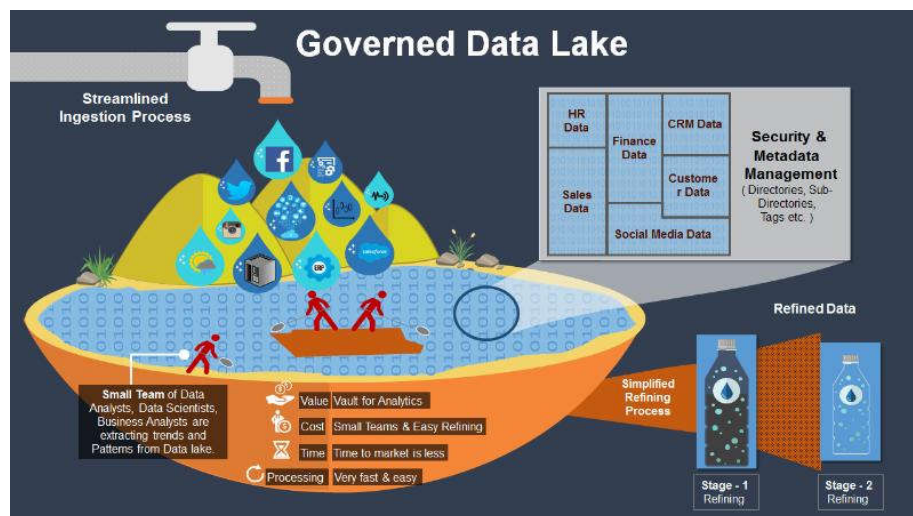 Governed Data Lake
Streamlined
Ingestion Process
HR
Data
Finance
Data
CRM Data
Custome
r Data
Sales
Data
Social Media Data
Security &
Metadata
Management
( Directories, Sub-
Directories,
Tags etc. )
f
ERP
salesforce
Refined Data
Small Team of Data
Analysts, Data Scientists,
Business Analysts are
extracting trends and
Patterns from Data lake.
Value Vault for Analytics
Cost Small Teams & Easy Refining
Time Time to market is less
Processing Very fast & easy
Simplified
Refining
Process
Stage - 1
Refining
Stage - 2
Refining